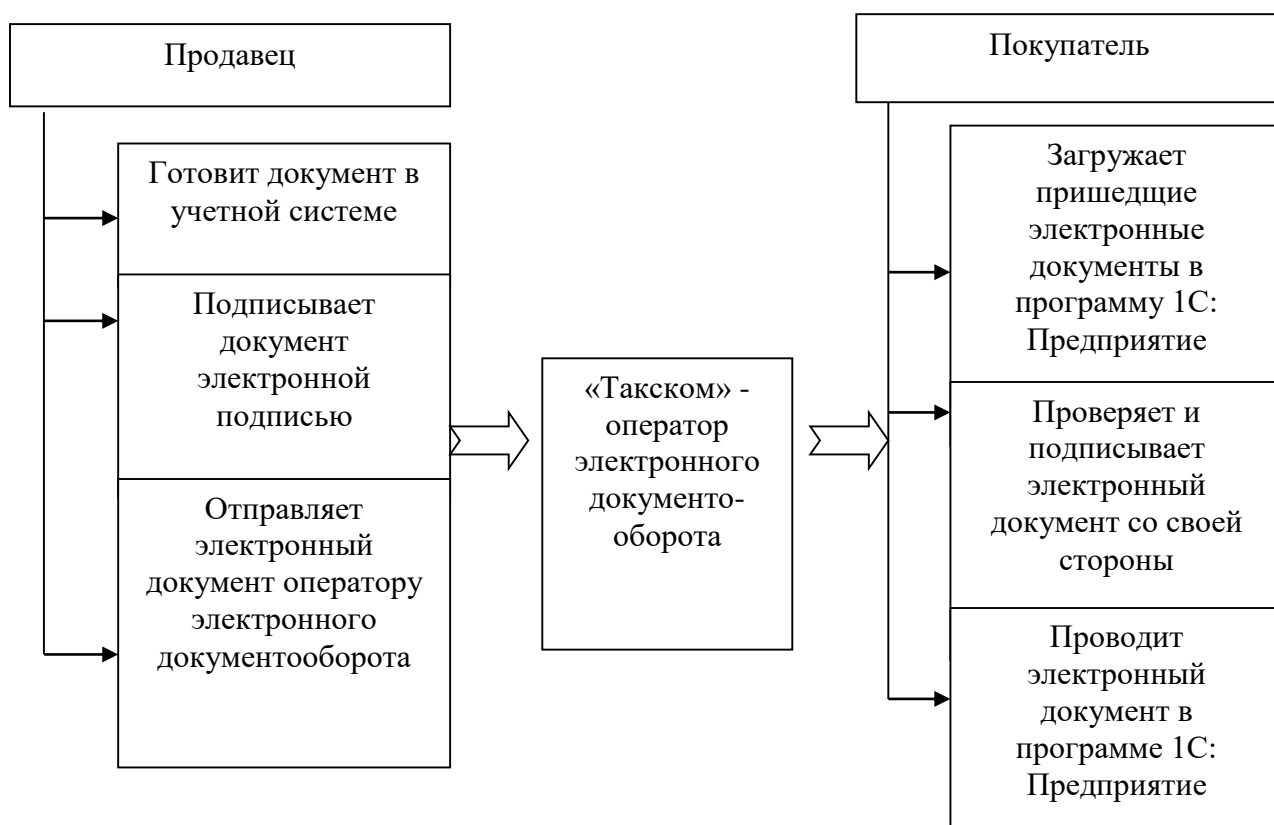 Продавец
Готовит документ в
учетной системе
Подписывает
документ
электронной
подписью
Отправляет
электронный
документ оператору
электронного
документооборота
«Такском» -
оператор
электронного
документо-
оборота
Покупатель
Загружает
пришедщие
электронные
документы в
программу 1С:
Предприятие
Проверяет и
подписывает
электронный
документ со своей
стороны
Проводит
электронный
документ в
программе 1С:
Предприятие